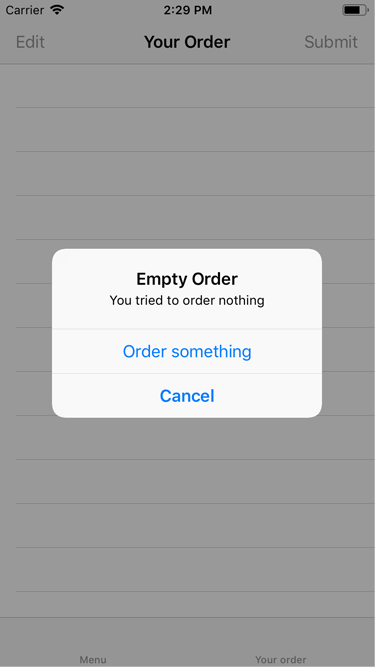 Carrier 2:29 PM
Edit Your Order Submit
Empty Order
You tried to order nothing
Order something
Cancel
Menu Your order